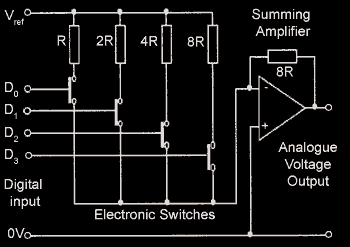 Vref
R
2R
4R
8R
Summing
Amplifier
8R
D0
D1
D2
D3
-
+
Analogue
Voltage
Output
Digital
input
Electronic Switches
0V